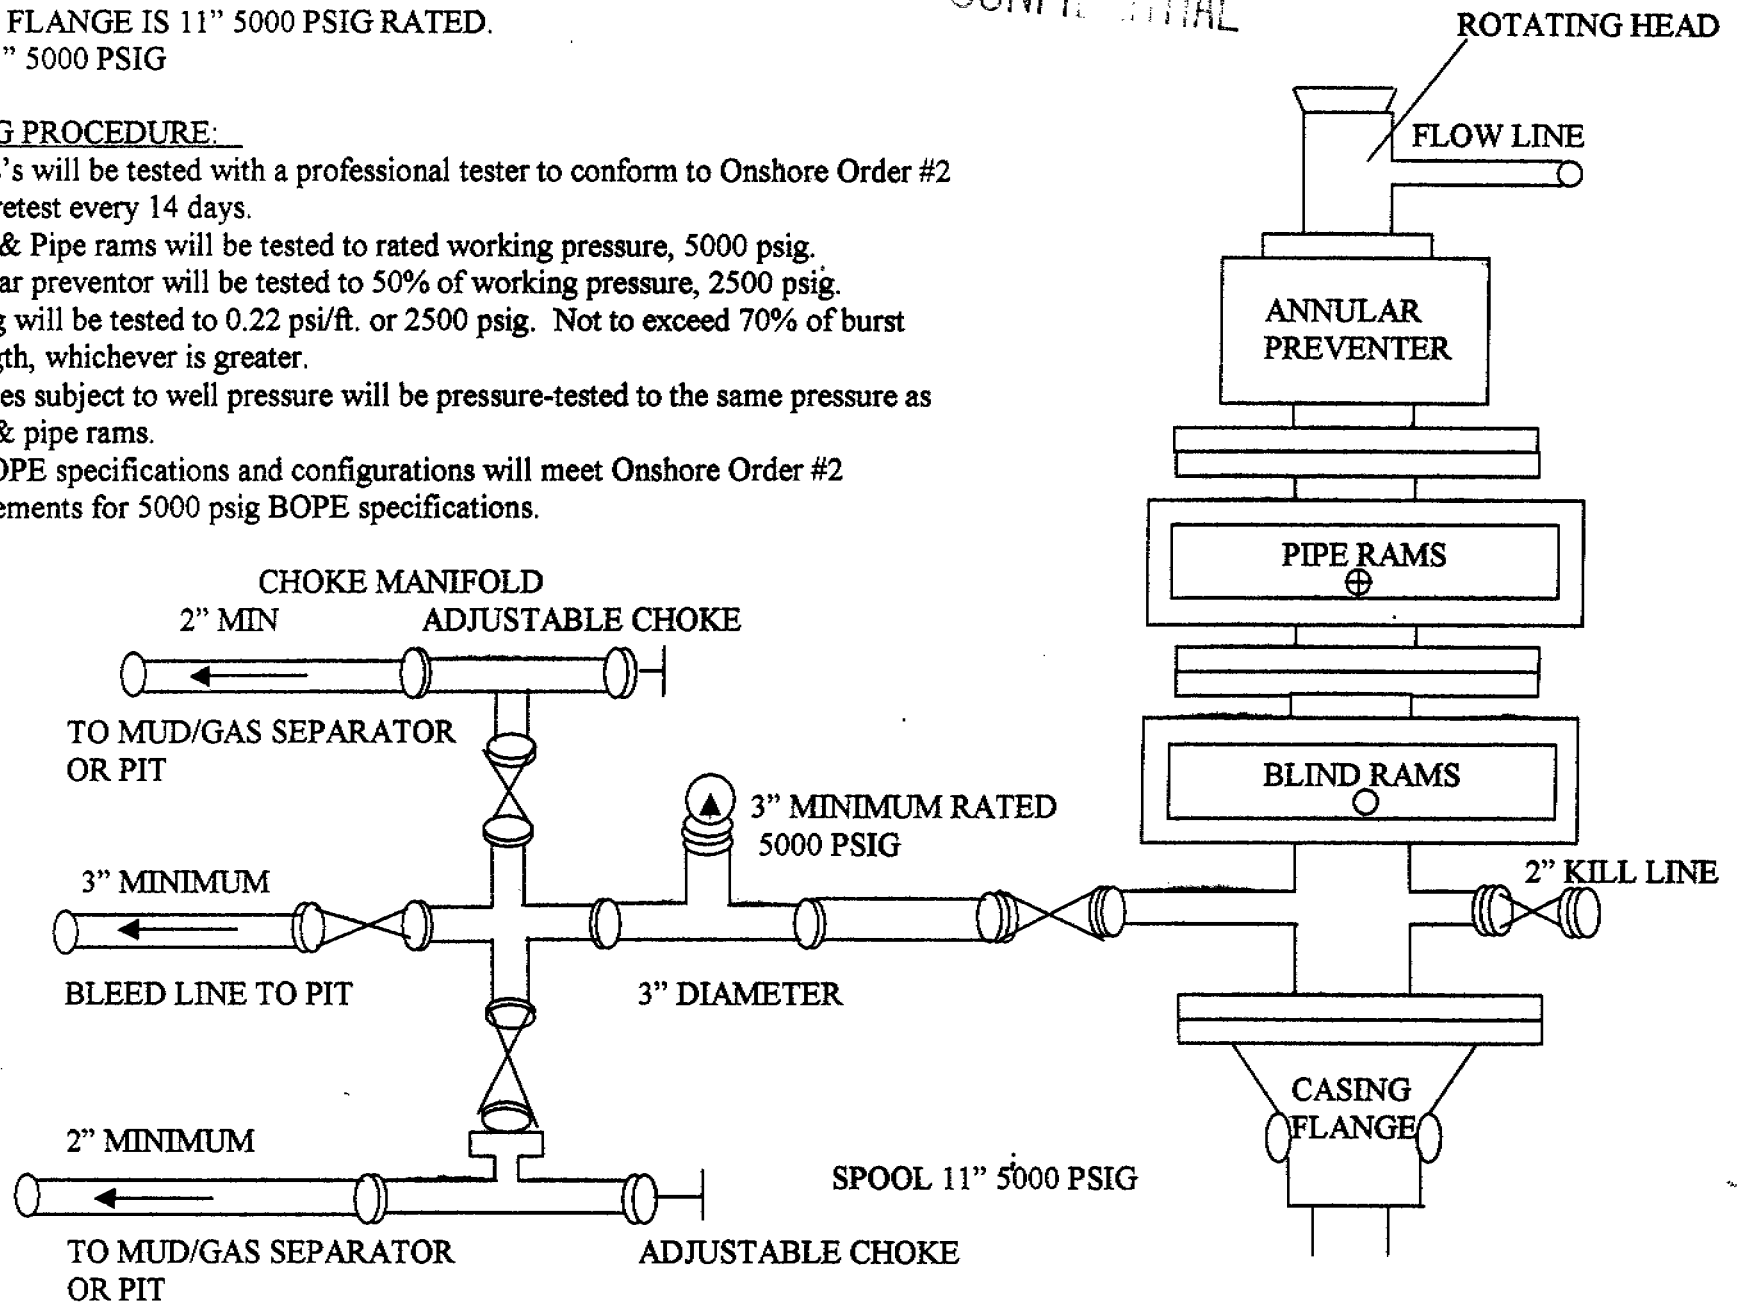 FLANGE IS 11” 5000 PSIG RATED.
” 5000 PSIG
G PROCEDURE:
’s will be tested with a professional tester to conform to Onshore Order #2
retest every 14 days.
& Pipe rams will be tested to rated working pressure, 5000 psig.
ar preventor will be tested to 50% of working pressure, 2500 psig.
g will be tested to 0.22 psi/ft. or 2500 psig. Not to exceed 70% of burst
gth, whichever is greater.
es subject to well pressure will be pressure-tested to the same pressure as
& pipe rams.
OPE specifications and configurations will meet Onshore Order #2
ements for 5000 psig BOPE specifications.
ROTATING HEAD
FLOW LINE
ANNULAR
PREVENTER
PIPE RAMS
BLIND RAMS
2” KILL LINE
CASING
FLANGE
CHOKE MANIFOLD
2” MIN
ADJUSTABLE CHOKE
TO MUD/GAS SEPARATOR
OR PIT
3” MINIMUM RATED
5000 PSIG
3” MINIMUM
BLEED LINE TO PIT
3” DIAMETER
2” MINIMUM
SPOOL 11” 5000 PSIG
TO MUD/GAS SEPARATOR
OR PIT
ADJUSTABLE CHOKE